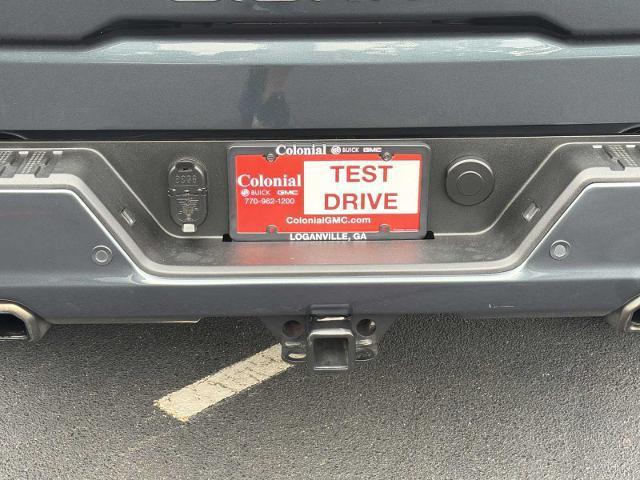 Colonial BUICK GMC
Colonial
BUICK GMC
770-962-1200
TEST
DRIVE
ColonialGMC.com
LOGANVILLE, GA